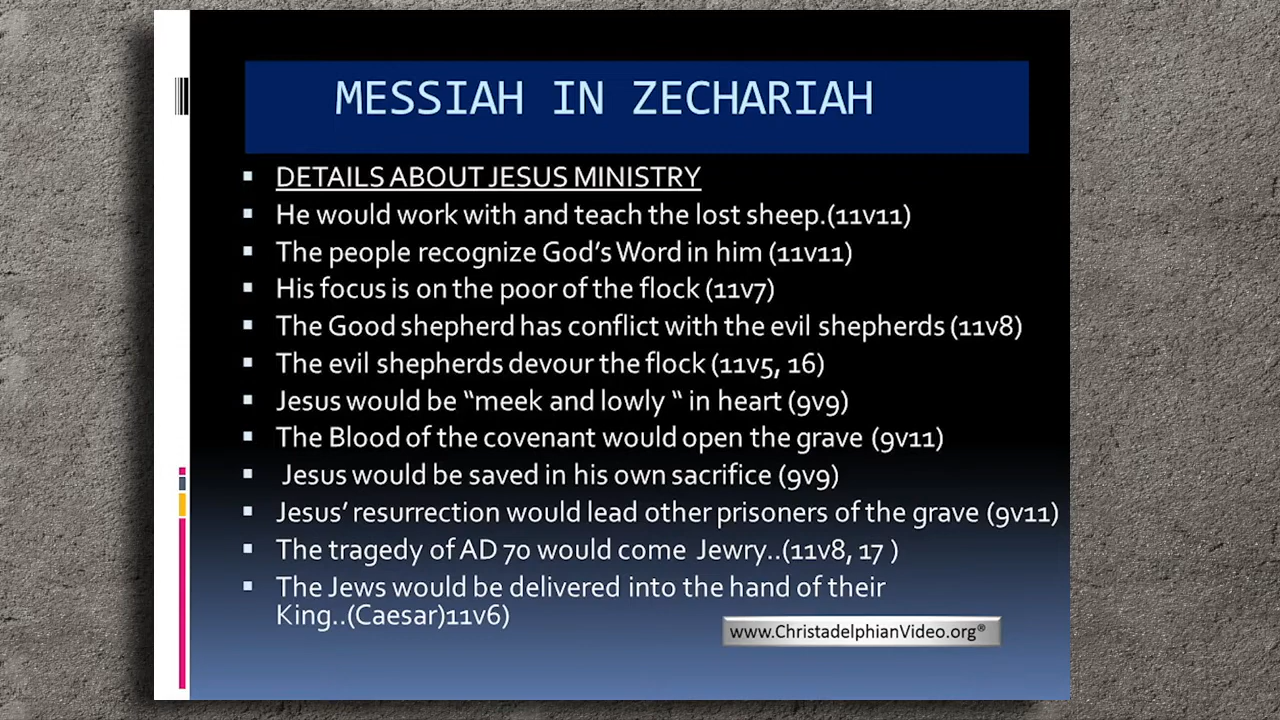 MESSIAH IN ZECHARIAH
DETAILS ABOUT JESUS MINISTRY
He would work with and teach the lost sheep.(11v11)
The people recognize God’s Word in him (11v11)
His focus is on the poor of the flock (11v7)
The Good shepherd has conflict with the evil shepherds (11v8)
The evil shepherds devour the flock (11v5, 16)
Jesus would be “meek and lowly “ in heart (9v9)
The Blood of the covenant would open the grave (9v11)
Jesus would be saved in his own sacrifice (9v9)
Jesus’ resurrection would lead other prisoners of the grave (9v11)
The tragedy of AD 70 would come Jewry..(11v8, 17 )
The Jews would be delivered into the hand of their
King..(Caesar)11v6)
www.ChristadelphianVideo.org®